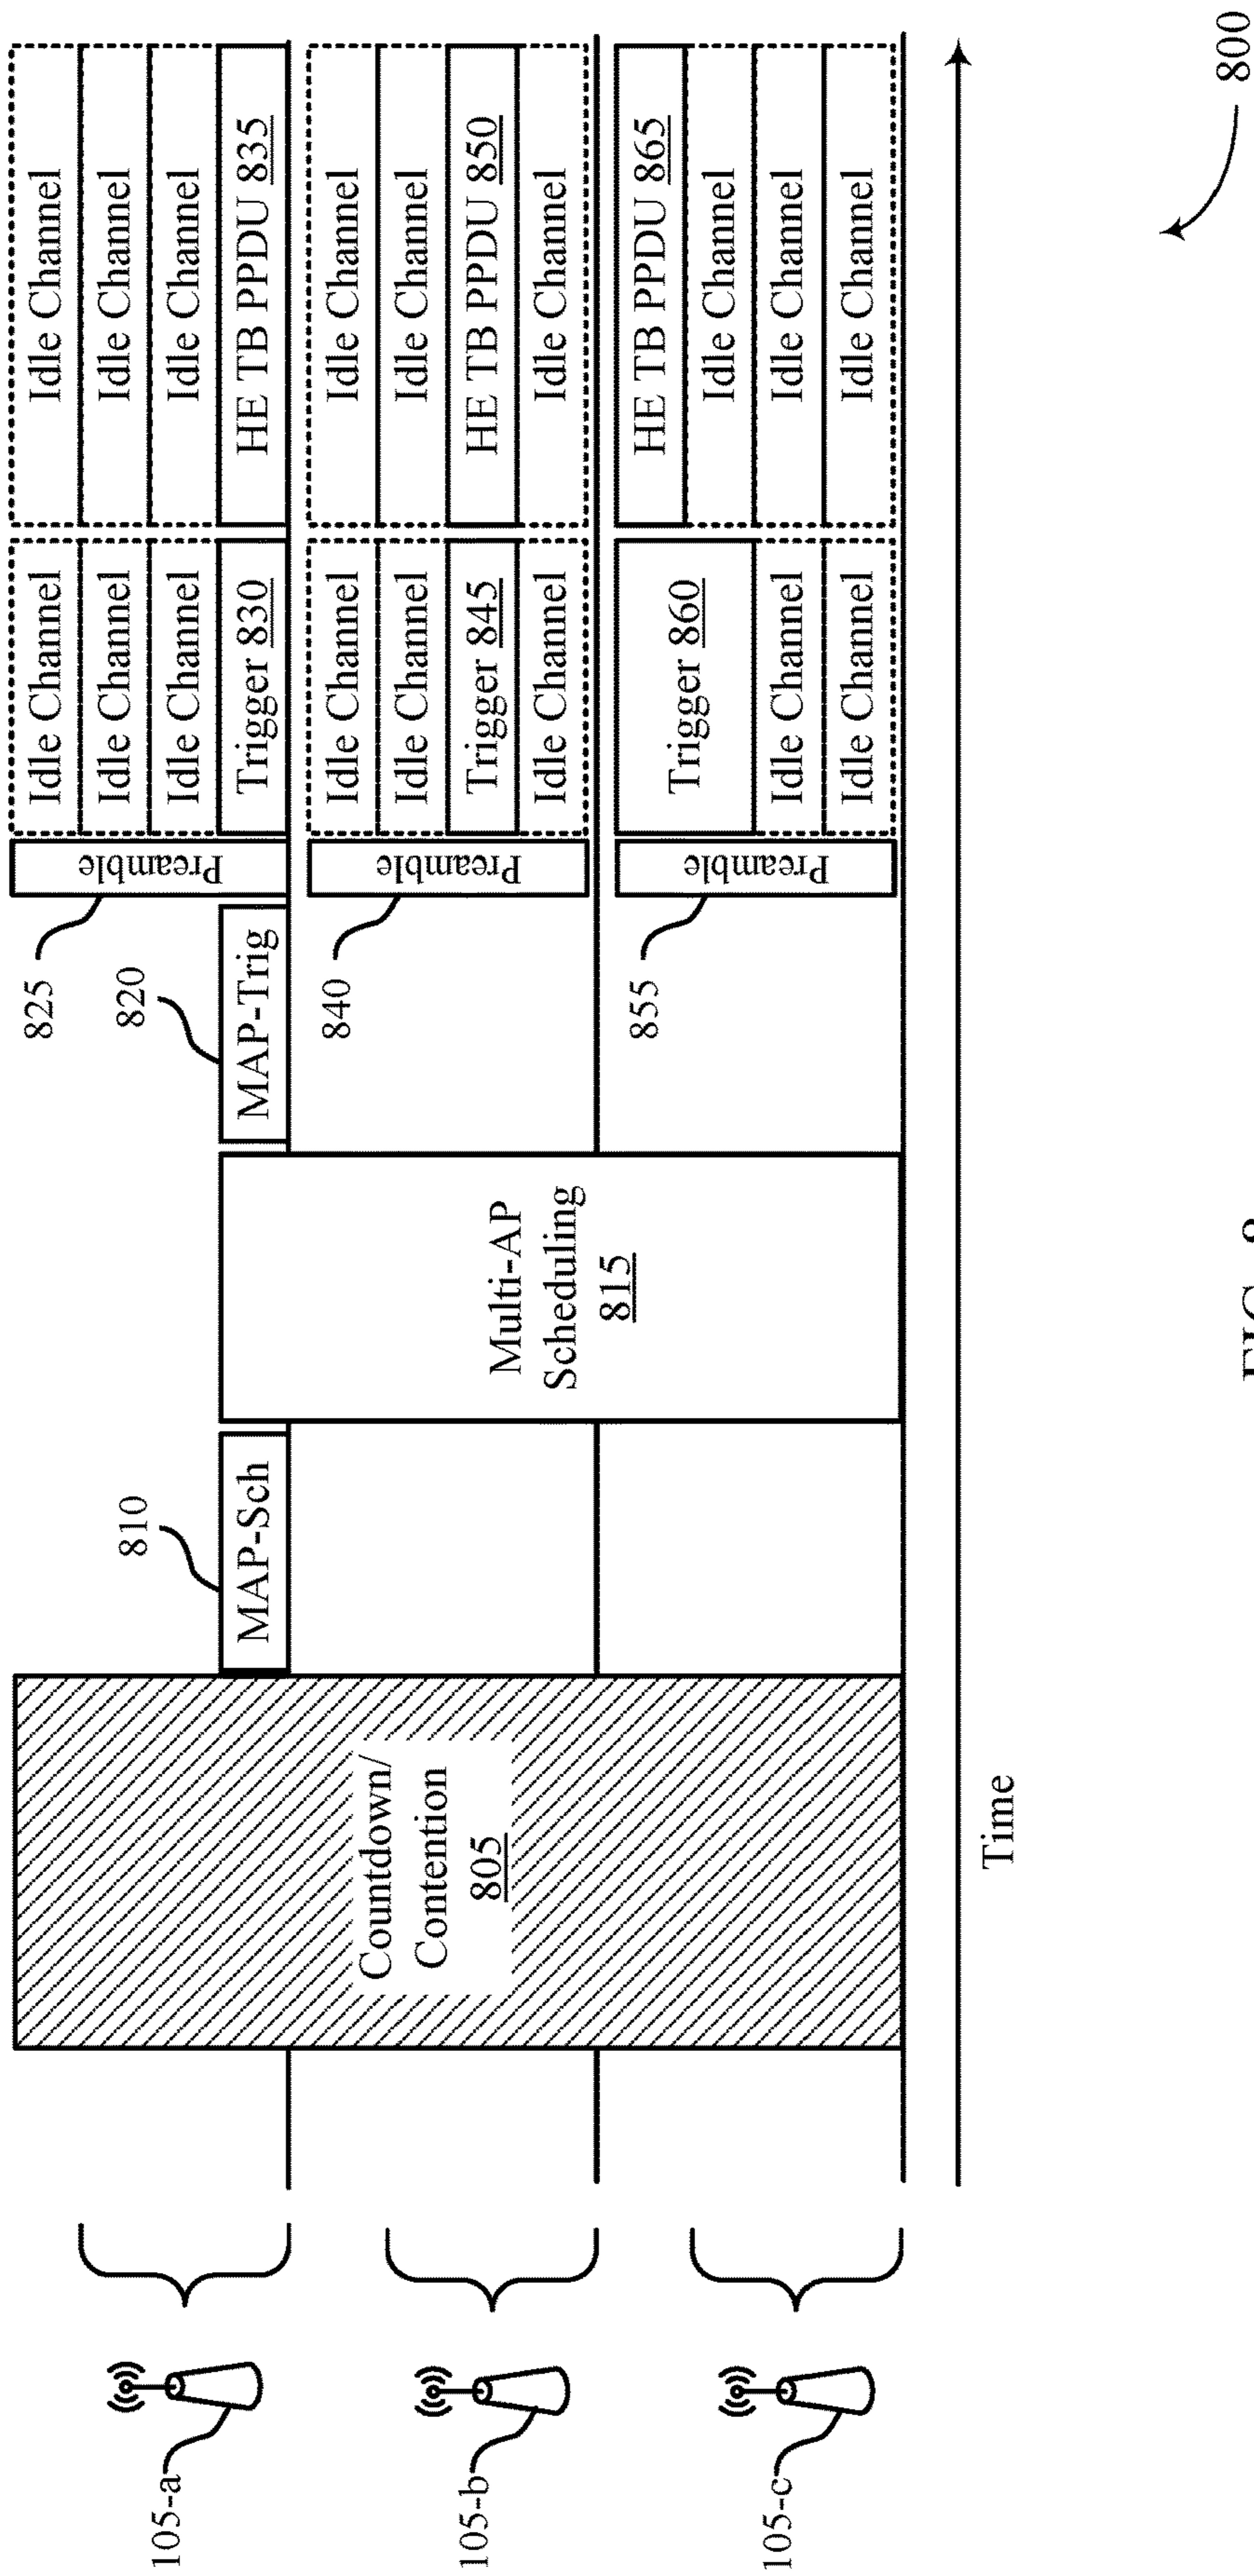 800
105-a
105-b
105-c
Countdown/
Contention
805
810
MAP-Sch
Multi-AP
Scheduling
815
820
MAP-Trig
825
Preamble
Idle Channel
Idle Channel
Idle Channel
Trigger 830
Idle Channel
Idle Channel
Idle Channel
HE TB PPDU 835
840
Preamble
Idle Channel
Idle Channel
Trigger 845
Idle Channel
Idle Channel
Idle Channel
HE TB PPDU 850
Idle Channel
855
Preamble
Trigger 860
Idle Channel
Idle Channel
HE TB PPDU 865
Idle Channel
Idle Channel
Idle Channel
Time
FIG. 8